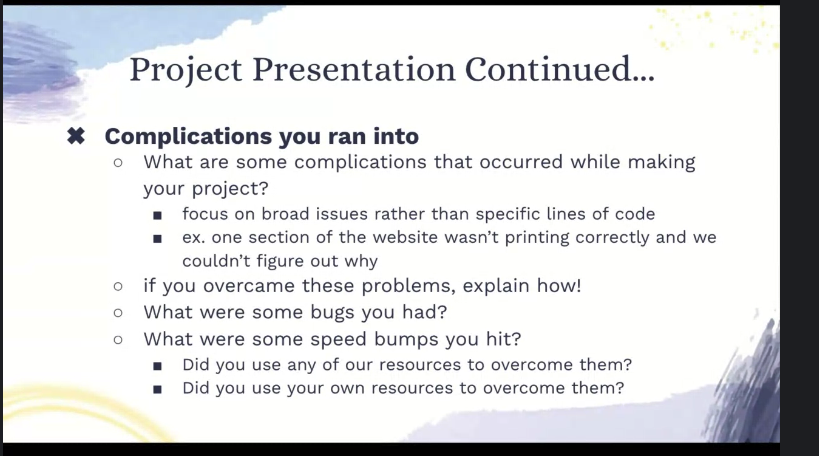 Project Presentation Continued...
✖ Complications you ran into
○ What are some complications that occurred while making
your project?
■ focus on broad issues rather than specific lines of code
■ ex. one section of the website wasn't printing correctly and we
couldn't figure out why
○ if you overcame these problems, explain how!
○ What were some bugs you had?
○ What were some speed bumps you hit?
■ Did you use any of our resources to overcome them?
■ Did you use your own resources to overcome them?